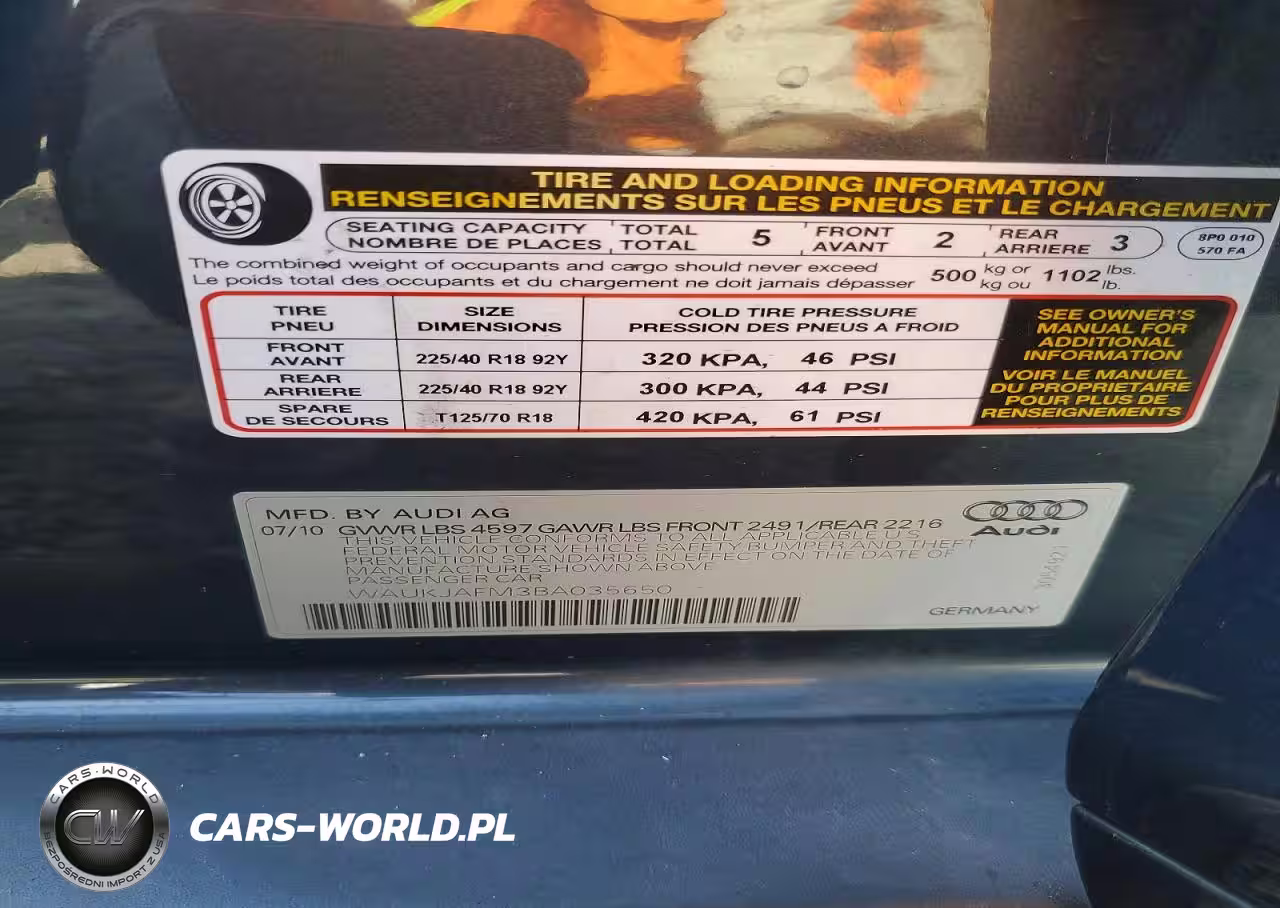 TIRE AND LOADING INFORMATION
RENSEIGNEMENTS SUR LES PNEUS ET LE CHARGEMENT
SEATING CAPACITY TOTAL 5 FRONT 2 REAR 3
NOMBRE DE PLACES TOTAL AVANT ARRIERE
8P0 010
570 FA
The combined weight of occupants and cargo should never exceed 500 kg or 1102 lbs.
Le poids total des occupants et du chargement ne doit jamais dépasser kg ou lb.
TIRE SIZE COLD TIRE PRESSURE
PNEU DIMENSIONS PRESSION DES PNEUS A FROID
FRONT
AVANT 225/40 R18 92Y 320 KPA, 46 PSI
REAR
ARRIERE 225/40 R18 92Y 300 KPA, 44 PSI
SPARE
DE SECOURS T125/70 R18 420 KPA, 61 PSI
SEE OWNER'S
MANUAL FOR
ADDITIONAL
INFORMATION
VOIR LE MANUEL
DU PROPRIETAIRE
POUR PLUS DE
RENSEIGNEMENTS
MFD. BY AUDI AG
07/10 GVWR LBS 4597 GAWR LBS FRONT 2491/REAR 2216
THIS VEHICLE CONFORMS TO ALL APPLICABLE U.S.
FEDERAL MOTOR VEHICLE SAFETY BUMPER AND THEFT
PREVENTION STANDARDS IN EFFECT ON THE DATE OF
MANUFACTURE SHOWN ABOVE
PASSENGER CAR
WAUKJAFM3BA035650
Audi
GERMANY
CARS-WORLD
CW
BEZPOŚREDNI IMPORT Z USA
CARS-WORLD.PL